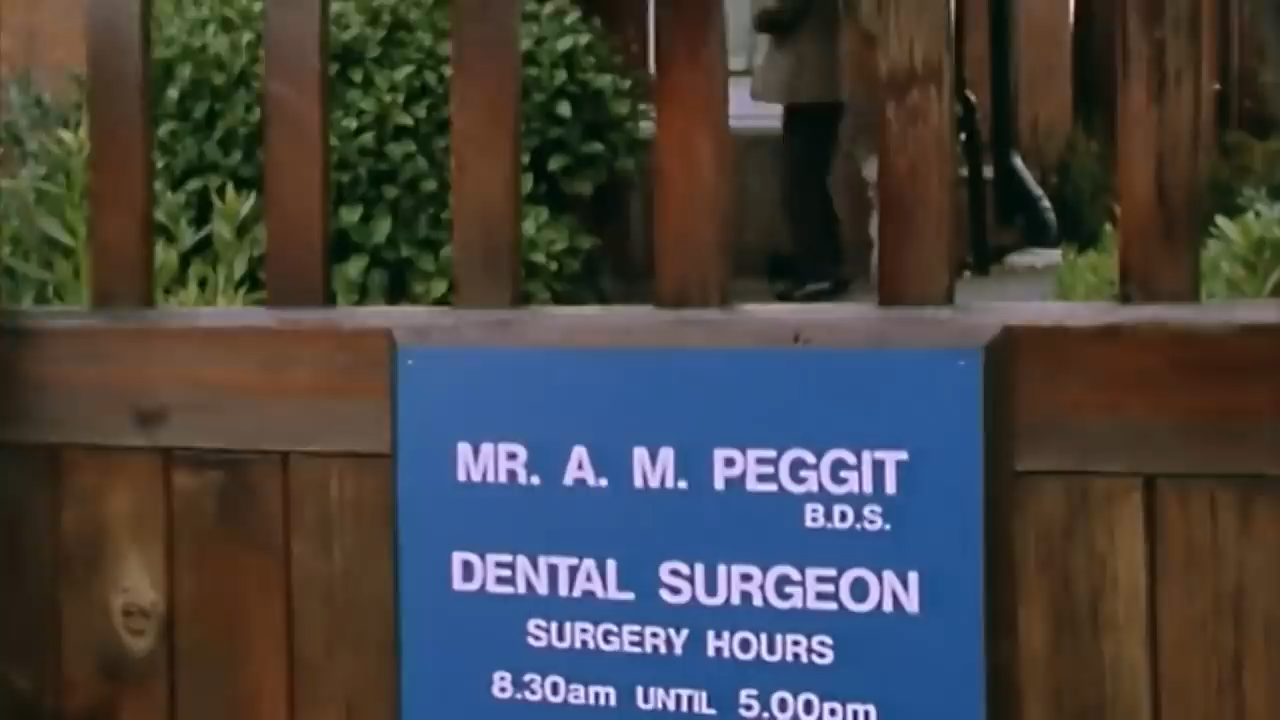 MR. A. M. PEGGIT
B.D.S.
DENTAL SURGEON
SURGERY HOURS
8.30am UNTIL 5.00pm